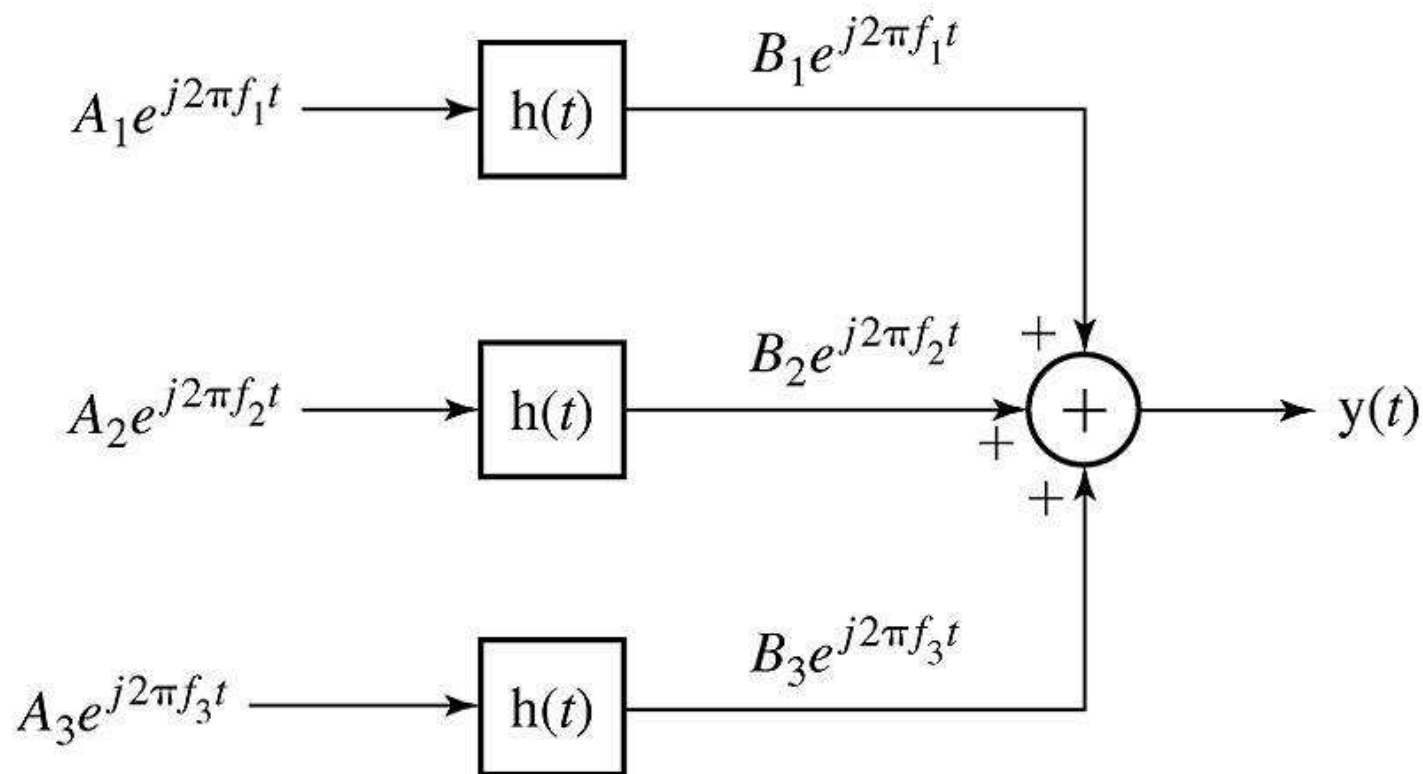 A₁e^{j2πf₁t}
h(t)
B₁e^{j2πf₁t}
+
A₂e^{j2πf₂t}
h(t)
B₂e^{j2πf₂t}
+
+
y(t)
+
A₃e^{j2πf₃t}
h(t)
B₃e^{j2πf₃t}